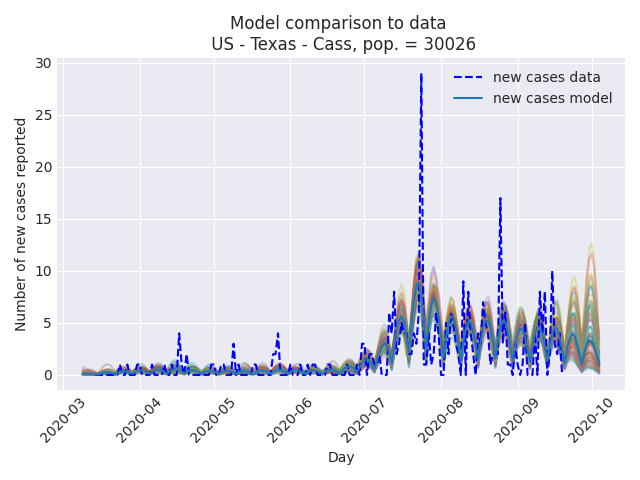 Model comparison to data
US - Texas - Cass, pop. = 30026
new cases data
new cases model
Number of new cases reported
30
25
20
15
10
5
0
2020-03
2020-04
2020-05
2020-06
2020-07
2020-08
2020-09
2020-10
Day